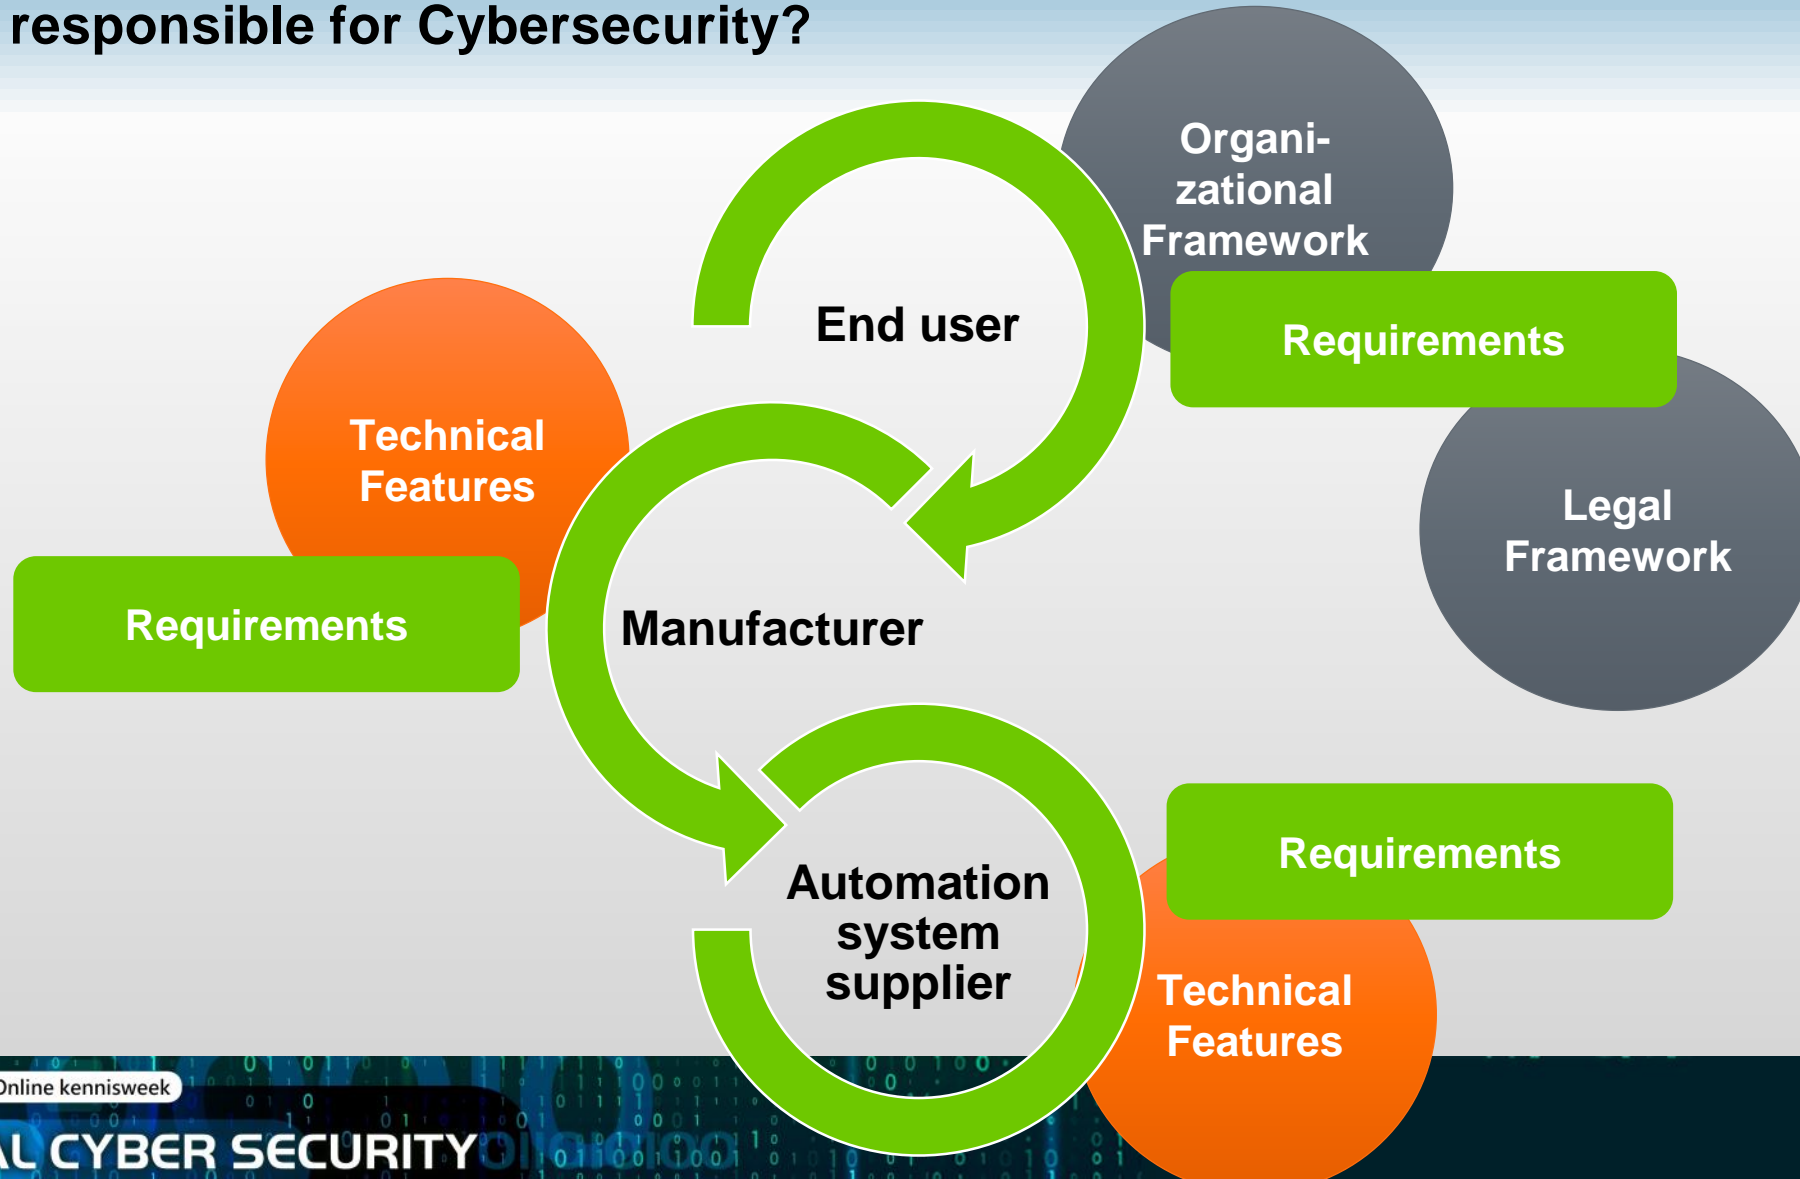 responsible for Cybersecurity?
Organi-
zational
Framework
End user
Requirements
Technical
Features
Legal
Framework
Requirements
Manufacturer
Requirements
Automation
system
supplier
Technical
Features
Online kennisweek
AL CYBER SECURITY